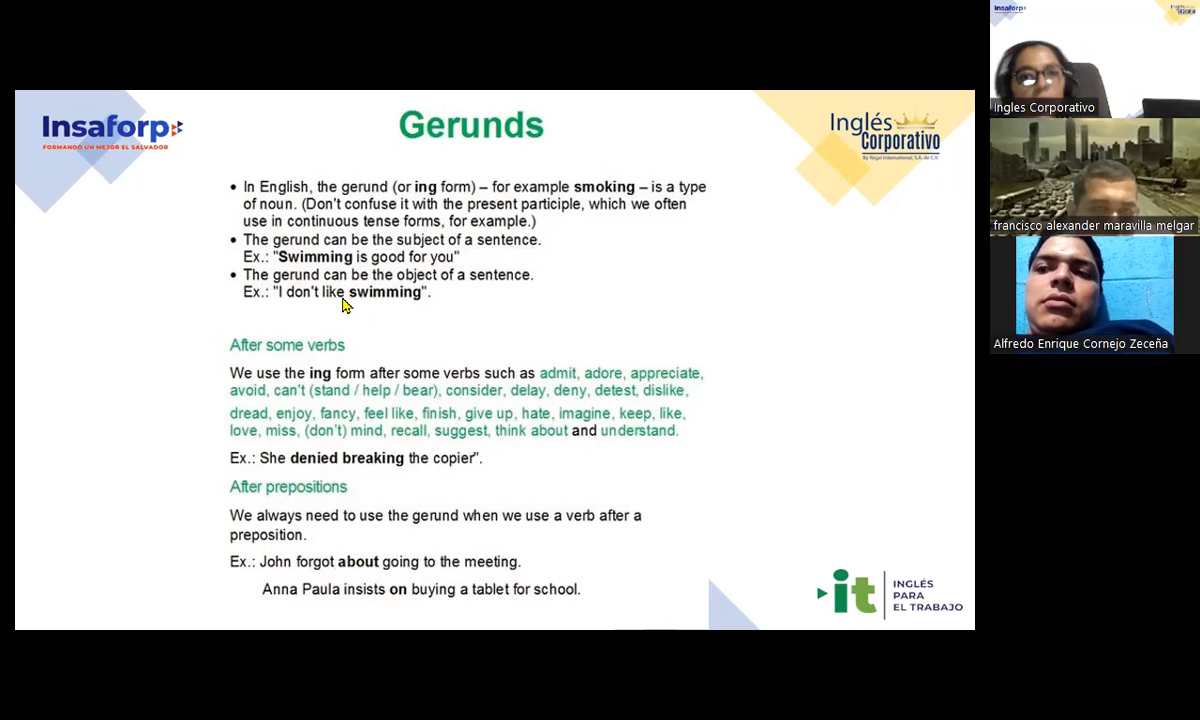 Insaforp
FORMANDO UN MEJOR EL SALVADOR
Gerunds
Inglés
Corporativo
By Regal International, S.A. de C.V.
• In English, the gerund (or ing form) – for example smoking – is a type
of noun. (Don't confuse it with the present participle, which we often
use in continuous tense forms, for example.)
• The gerund can be the subject of a sentence.
Ex.: "Swimming is good for you"
• The gerund can be the object of a sentence.
Ex.: "I don't like swimming".
After some verbs
We use the ing form after some verbs such as admit, adore, appreciate,
avoid, can't (stand / help / bear), consider, delay, deny, detest, dislike,
dread, enjoy, fancy, feel like, finish, give up, hate, imagine, keep, like,
love, miss, (don't) mind, recall, suggest, think about and understand.
Ex.: She denied breaking the copier".
After prepositions
We always need to use the gerund when we use a verb after a
preposition.
Ex.: John forgot about going to the meeting.
Anna Paula insists on buying a tablet for school.
it
INGLÉS
PARA
EL TRABAJO
Insaforp
Inglés
Corporativo
Ingles Corporativo
francisco alexander maravilla melgar
Alfredo Enrique Cornejo Zeceña